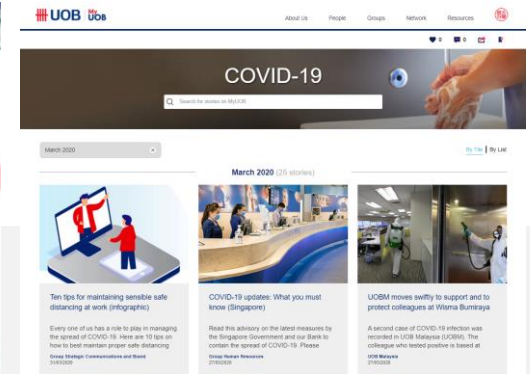 UOB My UOB
About Us People Groups Network Resources
0 0
COVID-19
Search for stories on MyUOB
March 2020
By Tile | By List
March 2020 (26 stories)
Ten tips for maintaining sensible safe
distancing at work (infographic)
Every one of us has a role to play in managing
the spread of COVID-19. Here are 10 tips on
how to best maintain proper safe distancing
Group Strategic Communications and Brand
31/03/2020
COVID-19 updates: What you must
know (Singapore)
Read this advisory on the latest measures by
the Singapore Government and our Bank to
contain the spread of COVID-19. Please
Group Human Resources
27/03/2020
UOBM moves swiftly to support and to
protect colleagues at Wisma Bumiraya
A second case of COVID-19 infection was
recorded in UOB Malaysia (UOBM). The
colleague who tested positive is based at
UOB Malaysia
27/03/2020